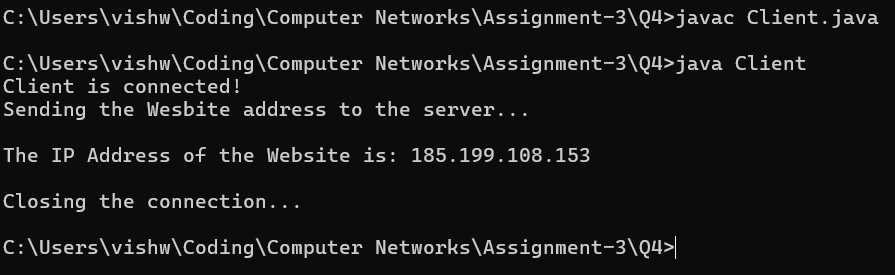 C:\Users\vishw\Coding\Computer Networks\Assignment-3\Q4>javac Client.java
C:\Users\vishw\Coding\Computer Networks\Assignment-3\Q4>java Client
Client is connected!
Sending the Wesbite address to the server...
The IP Address of the Website is: 185.199.108.153
Closing the connection...
C:\Users\vishw\Coding\Computer Networks\Assignment-3\Q4>